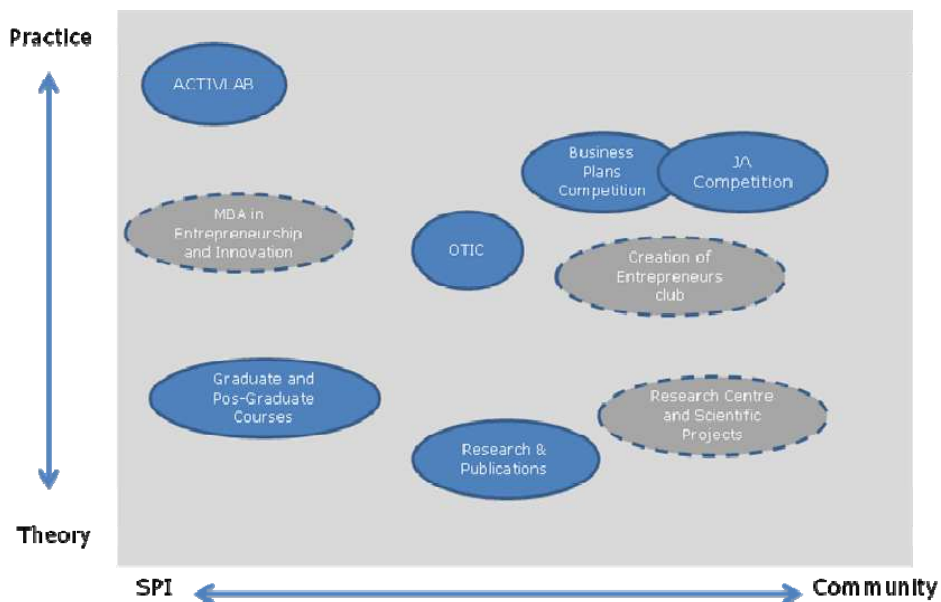 Practice
ACTIVLAB
Business
Plans
Competition
JA
Competition
MBA in
Entrepreneurship
and Innovation
OTIC
Creation of
Entrepreneurs
club
Graduate and
Pos-Graduate
Courses
Research Centre
and Scientific
Projects
Research &
Publications
Theory
SPI
Community